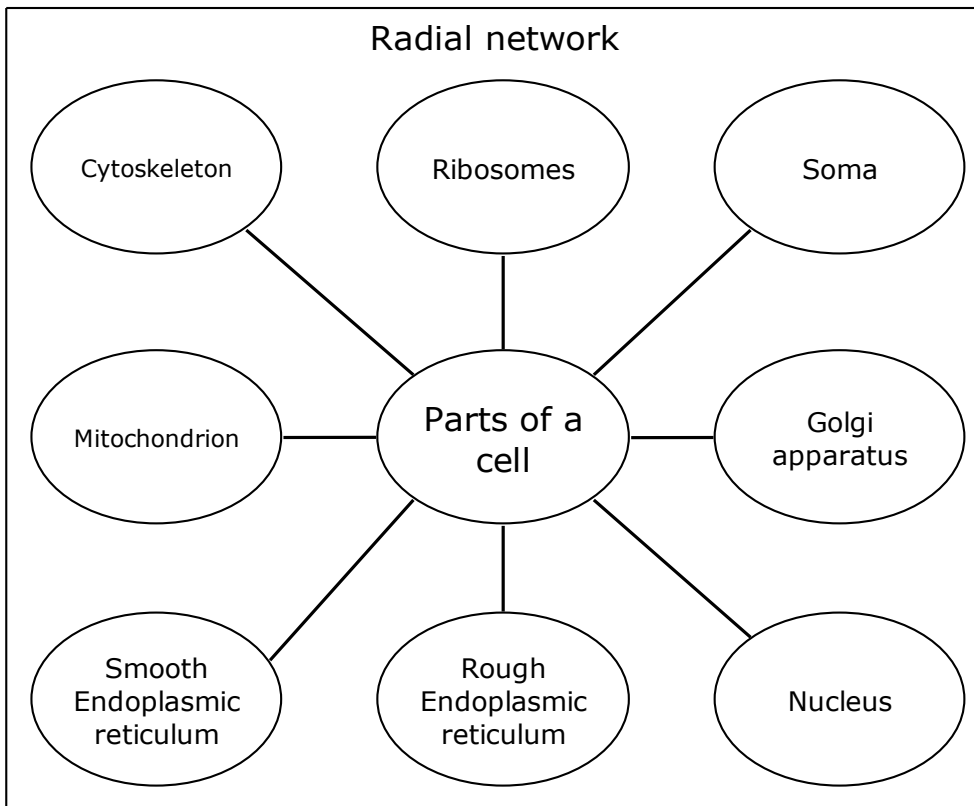 Radial network
Cytoskeleton
Ribosomes
Soma
Mitochondrion
Parts of a
cell
Golgi
apparatus
Smooth
Endoplasmic
reticulum
Rough
Endoplasmic
reticulum
Nucleus